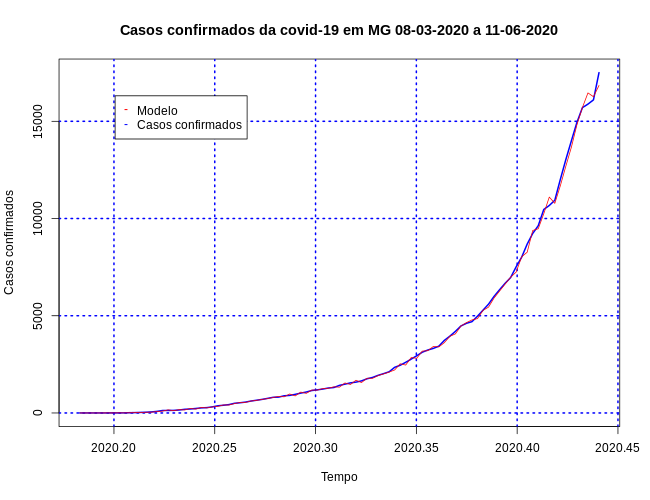 Casos confirmados da covid-19 em MG 08-03-2020 a 11-06-2020
Modelo
Casos confirmados
Casos confirmados
15000
10000
5000
0
2020.20 2020.25 2020.30 2020.35 2020.40 2020.45
Tempo